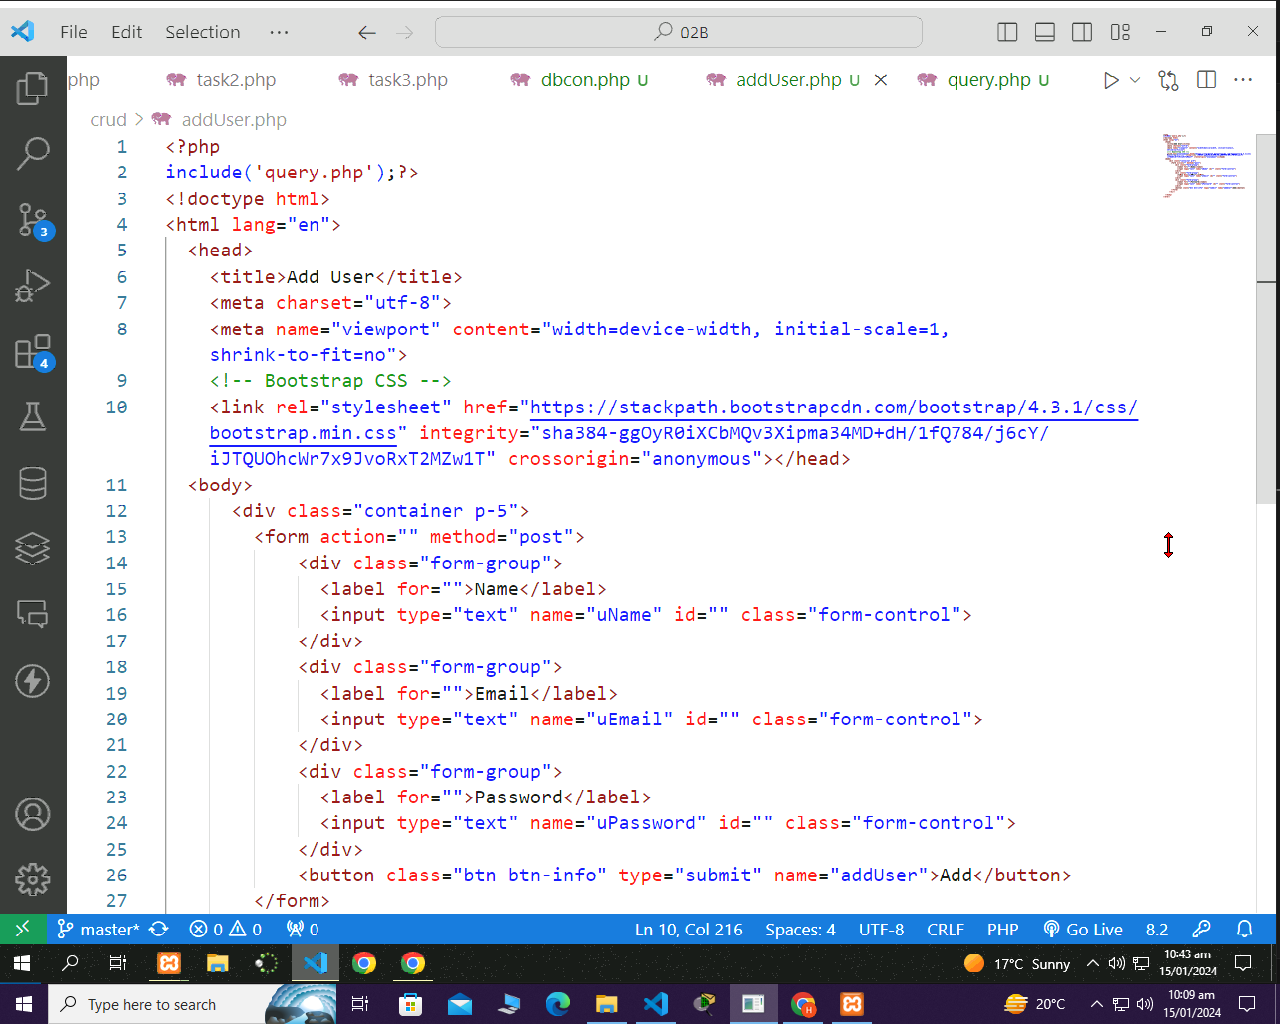 File Edit Selection ··· 02B
php task2.php task3.php dbcon.php U addUser.php U query.php U
crud > addUser.php
1 <?php
2 include('query.php');?>
3 <!doctype html>
4 <html lang="en">
5 <head>
6 <title>Add User</title>
7 <meta charset="utf-8">
8 <meta name="viewport" content="width=device-width, initial-scale=1,
shrink-to-fit=no">
9 <!-- Bootstrap CSS -->
10 <link rel="stylesheet" href="https://stackpath.bootstrapcdn.com/bootstrap/4.3.1/css/
bootstrap.min.css" integrity="sha384-ggOyR0iXCbMQv3Xipma34MD+dH/1fQ784/j6cY/
iJTQUOhcWr7x9JvoRxT2MZw1T" crossorigin="anonymous"></head>
11 <body>
12 <div class="container p-5">
13 <form action="" method="post">
14 <div class="form-group">
15 <label for="">Name</label>
16 <input type="text" name="uName" id="" class="form-control">
17 </div>
18 <div class="form-group">
19 <label for="">Email</label>
20 <input type="text" name="uEmail" id="" class="form-control">
21 </div>
22 <div class="form-group">
23 <label for="">Password</label>
24 <input type="text" name="uPassword" id="" class="form-control">
25 </div>
26 <button class="btn btn-info" type="submit" name="addUser">Add</button>
27 </form>
3
4
master* 0 0 0 Ln 10, Col 216 Spaces: 4 UTF-8 CRLF PHP Go Live 8.2
17°C Sunny 10:43 am
15/01/2024
Type here to search 20°C 10:09 am
15/01/2024